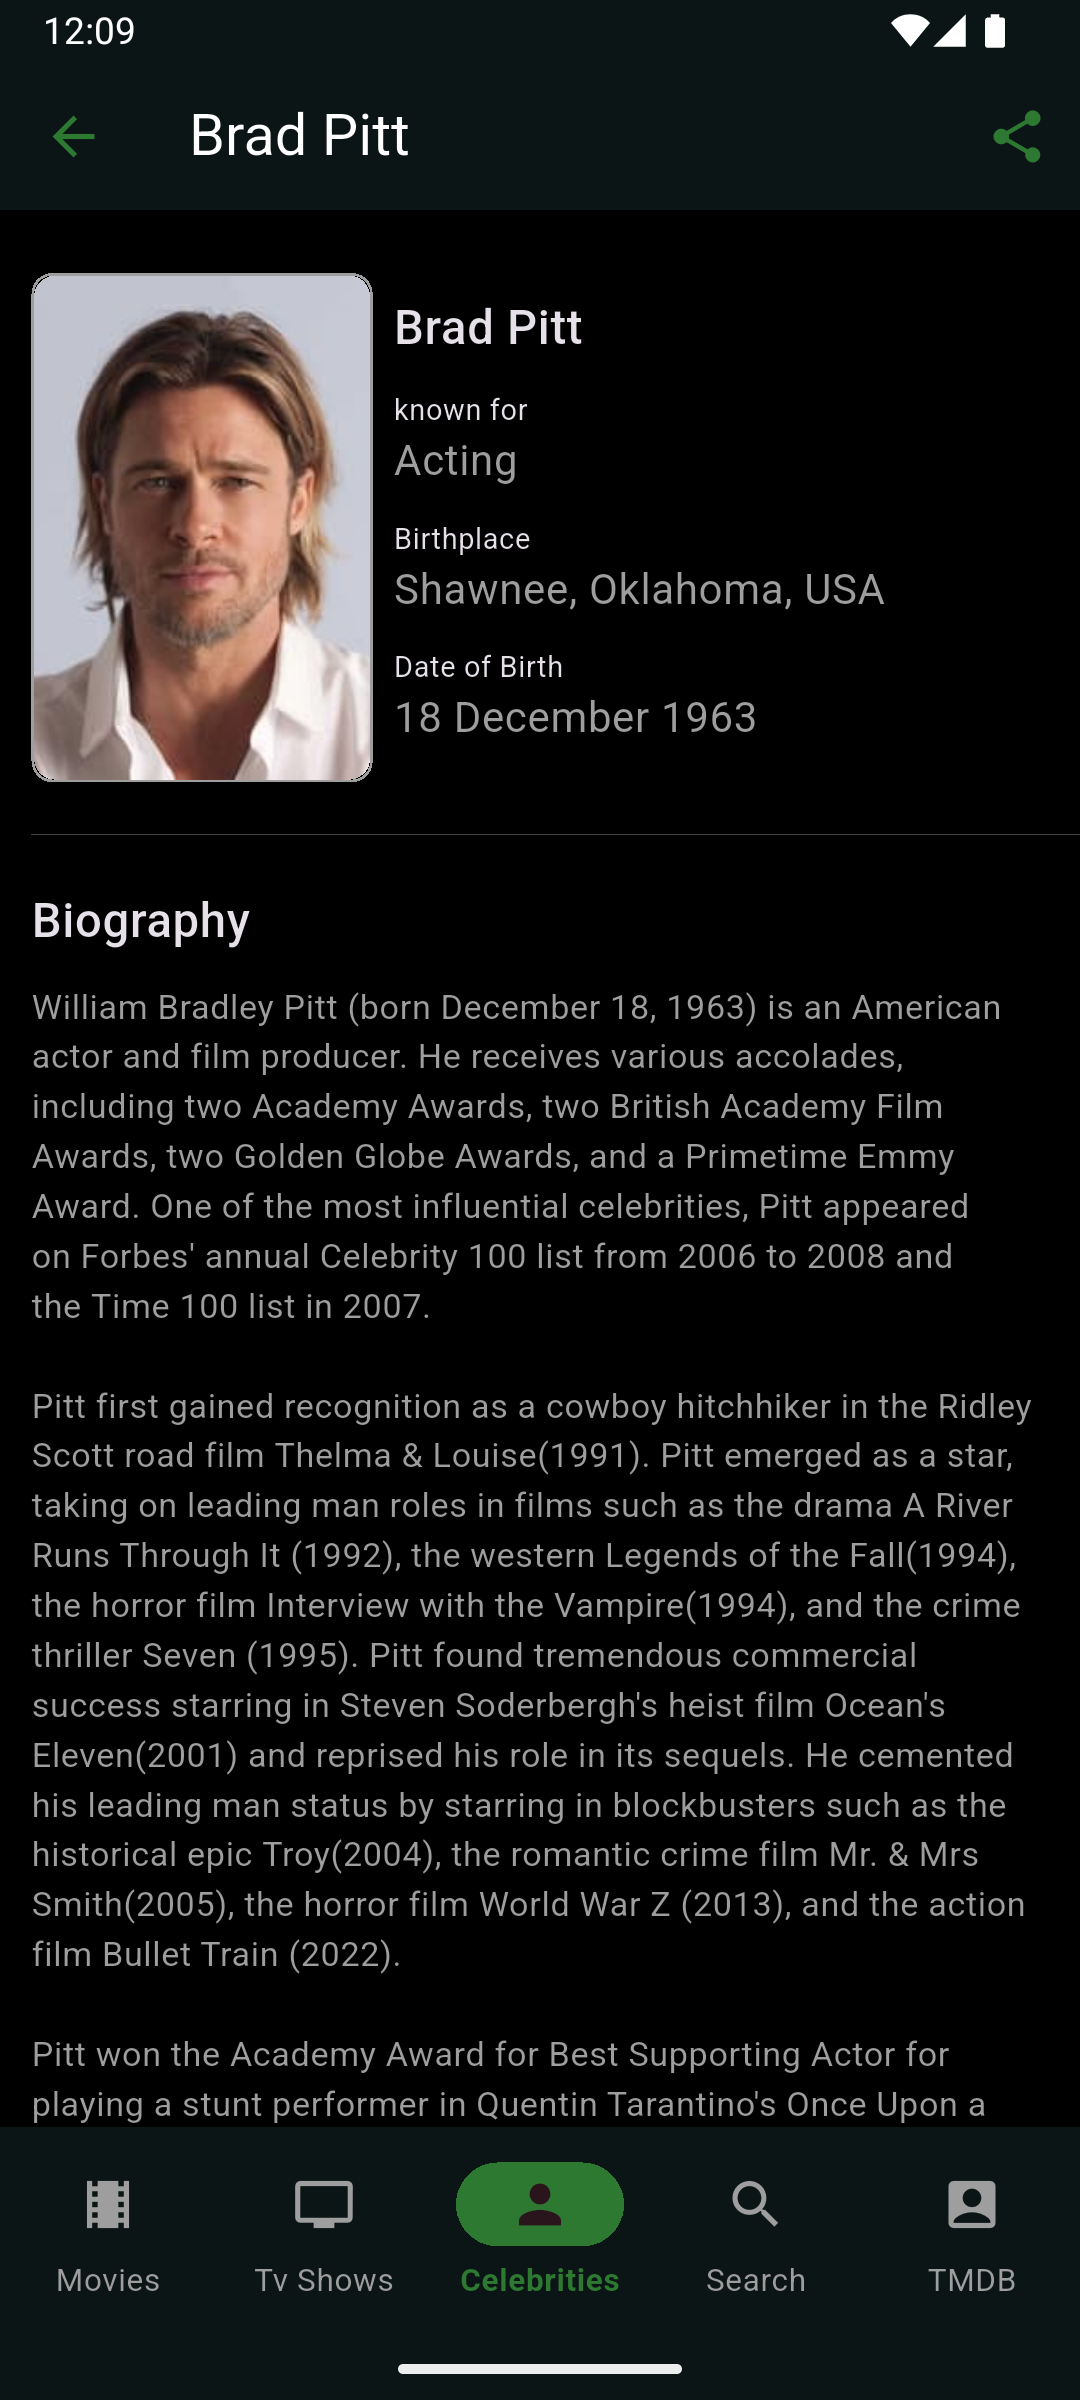 12:09
Brad Pitt
Brad Pitt
known for
Acting
Birthplace
Shawnee, Oklahoma, USA
Date of Birth
18 December 1963
Biography
William Bradley Pitt (born December 18, 1963) is an American
actor and film producer. He receives various accolades,
including two Academy Awards, two British Academy Film
Awards, two Golden Globe Awards, and a Primetime Emmy
Award. One of the most influential celebrities, Pitt appeared
on Forbes' annual Celebrity 100 list from 2006 to 2008 and
the Time 100 list in 2007.
Pitt first gained recognition as a cowboy hitchhiker in the Ridley
Scott road film Thelma & Louise(1991). Pitt emerged as a star,
taking on leading man roles in films such as the drama A River
Runs Through It (1992), the western Legends of the Fall(1994),
the horror film Interview with the Vampire(1994), and the crime
thriller Seven (1995). Pitt found tremendous commercial
success starring in Steven Soderbergh's heist film Ocean's
Eleven(2001) and reprised his role in its sequels. He cemented
his leading man status by starring in blockbusters such as the
historical epic Troy(2004), the romantic crime film Mr. & Mrs
Smith(2005), the horror film World War Z (2013), and the action
film Bullet Train (2022).
Pitt won the Academy Award for Best Supporting Actor for
playing a stunt performer in Quentin Tarantino's Once Upon a
Movies
Tv Shows
Celebrities
Search
TMDB